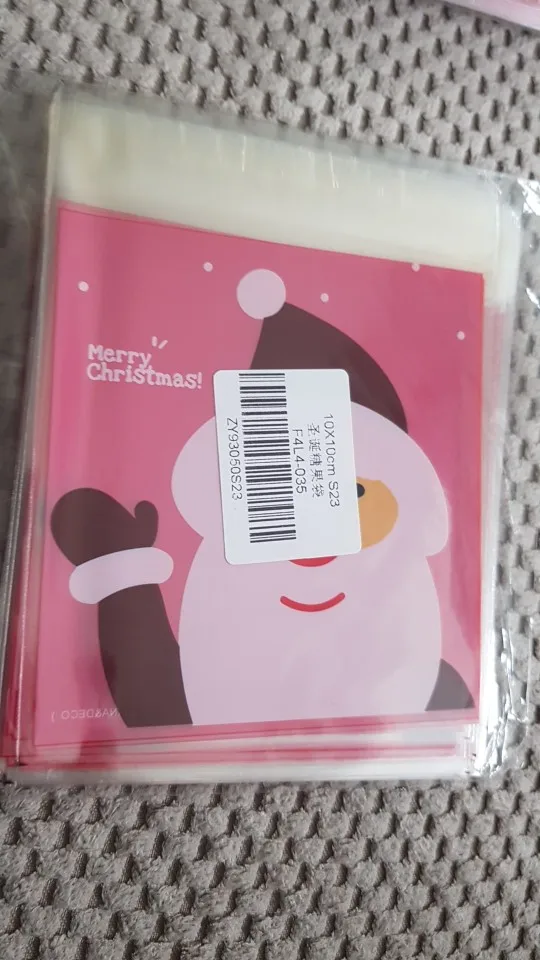 Merry
Christmas!
10X10cm S23
圣诞糖果袋
F4L4-035
ZY93050S23